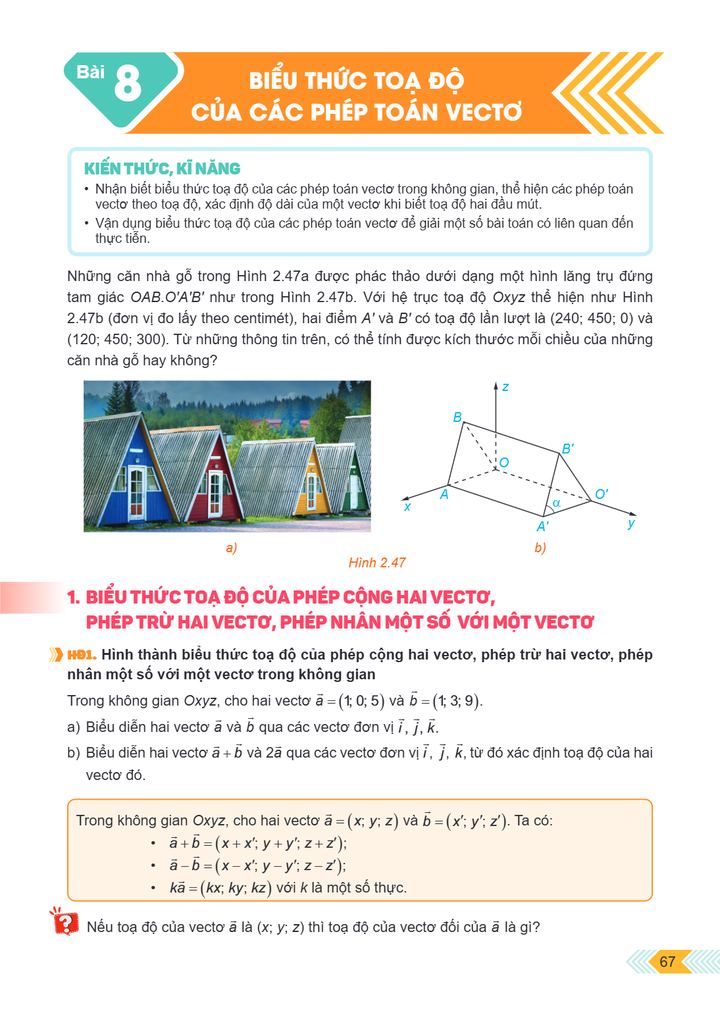 Bài 8
BIỂU THỨC TOẠ ĐỘ
CỦA CÁC PHÉP TOÁN VECTƠ
KIẾN THỨC, KĨ NĂNG
• Nhận biết biểu thức toạ độ của các phép toán vectơ trong không gian, thể hiện các phép toán
vectơ theo toạ độ, xác định độ dài của một vectơ khi biết toạ độ hai đầu mút.
• Vận dụng biểu thức toạ độ của các phép toán vectơ để giải một số bài toán có liên quan đến
thực tiễn.
Những căn nhà gỗ trong Hình 2.47a được phác thảo dưới dạng một hình lăng trụ đứng
tam giác OAB.O'A'B' như trong Hình 2.47b. Với hệ trục toạ độ Oxyz thể hiện như Hình
2.47b (đơn vị đo lấy theo centimét), hai điểm A' và B' có toạ độ lần lượt là (240; 450; 0) và
(120; 450; 300). Từ những thông tin trên, có thể tính được kích thước mỗi chiều của những
căn nhà gỗ hay không?
z
B
B'
O
A
O'
α
x
A'
y
a)
b)
Hình 2.47
1. BIỂU THỨC TOẠ ĐỘ CỦA PHÉP CỘNG HAI VECTƠ,
PHÉP TRỪ HAI VECTƠ, PHÉP NHÂN MỘT SỐ VỚI MỘT VECTƠ
HĐ1. Hình thành biểu thức toạ độ của phép cộng hai vectơ, phép trừ hai vectơ, phép
nhân một số với một vectơ trong không gian
Trong không gian Oxyz, cho hai vectơ a⃗ = (1; 0; 5) và b⃗ = (1; 3; 9).
a) Biểu diễn hai vectơ a⃗ và b⃗ qua các vectơ đơn vị i⃗, j⃗, k⃗.
b) Biểu diễn hai vectơ a⃗ + b⃗ và 2a⃗ qua các vectơ đơn vị i⃗, j⃗, k⃗, từ đó xác định toạ độ của hai
vectơ đó.
Trong không gian Oxyz, cho hai vectơ a⃗ = (x; y; z) và b⃗ = (x'; y'; z'). Ta có:
• a⃗ + b⃗ = (x + x'; y + y'; z + z');
• a⃗ − b⃗ = (x − x'; y − y'; z − z');
• ka⃗ = (kx; ky; kz) với k là một số thực.
? Nếu toạ độ của vectơ a⃗ là (x; y; z) thì toạ độ của vectơ đối của a⃗ là gì?
67